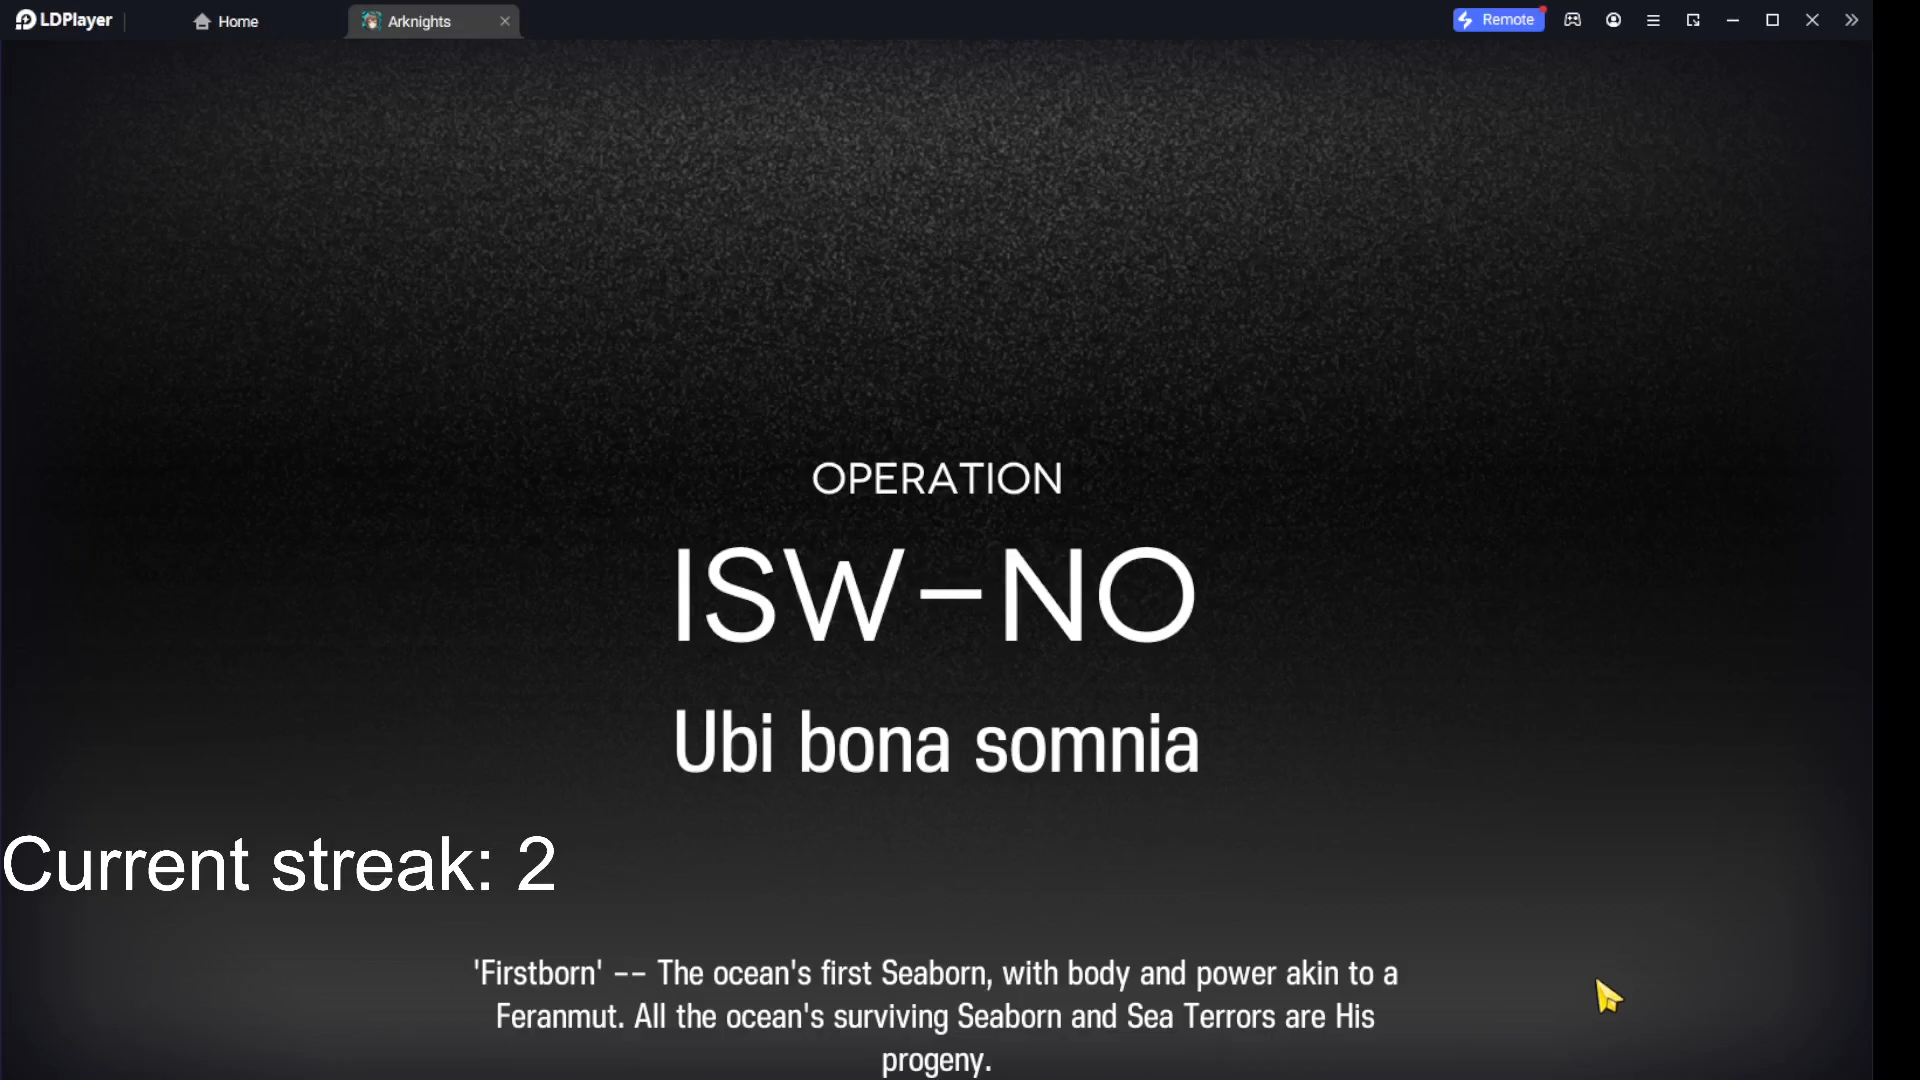 LDPlayer
Home
Arknights
Remote
OPERATION
ISW-NO
Ubi bona somnia
Current streak: 2
'Firstborn' -- The ocean's first Seaborn, with body and power akin to a
Feranmut. All the ocean's surviving Seaborn and Sea Terrors are His
progeny.